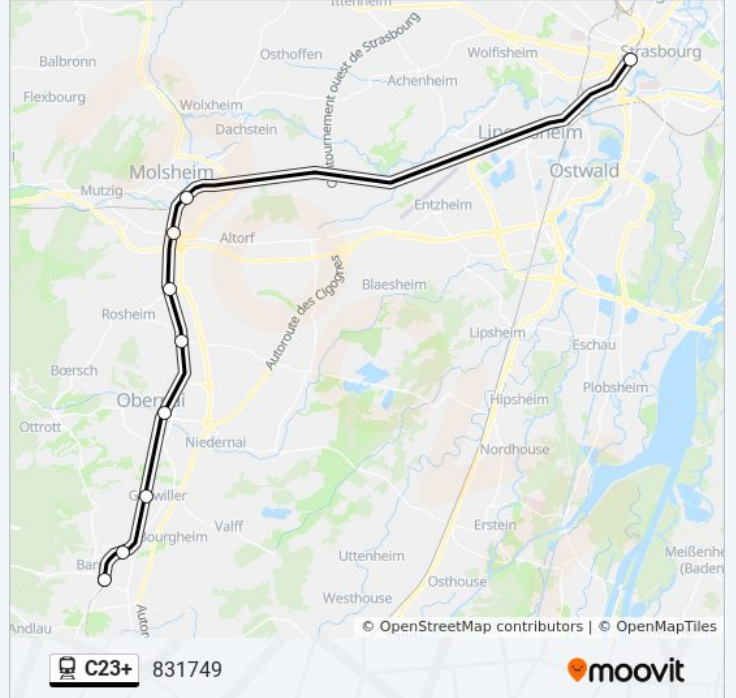 Ittenheim
Osthoffen
Wolfisheim
Strasbourg
Balbronn
Achenheim
Flexbourg
Wolxheim
Contournement ouest de Strasbourg
Dachstein
Molsheim
Ostwald
Mutzig
Entzheim
Altorf
Blaesheim
Autoroute des Cigognes
Rosheim
Lipsheim
Eschau
Bœrsch
Plobsheim
Hipsheim
Ottrott
Niedernai
Nordhouse
Valff
Erstein
Bourgheim
Uttenheim
Meißenhe
(Baden
Osthouse
Westhouse
Andlau
Autor
© OpenStreetMap contributors | © OpenMapTiles
C23+ 831749
moovit